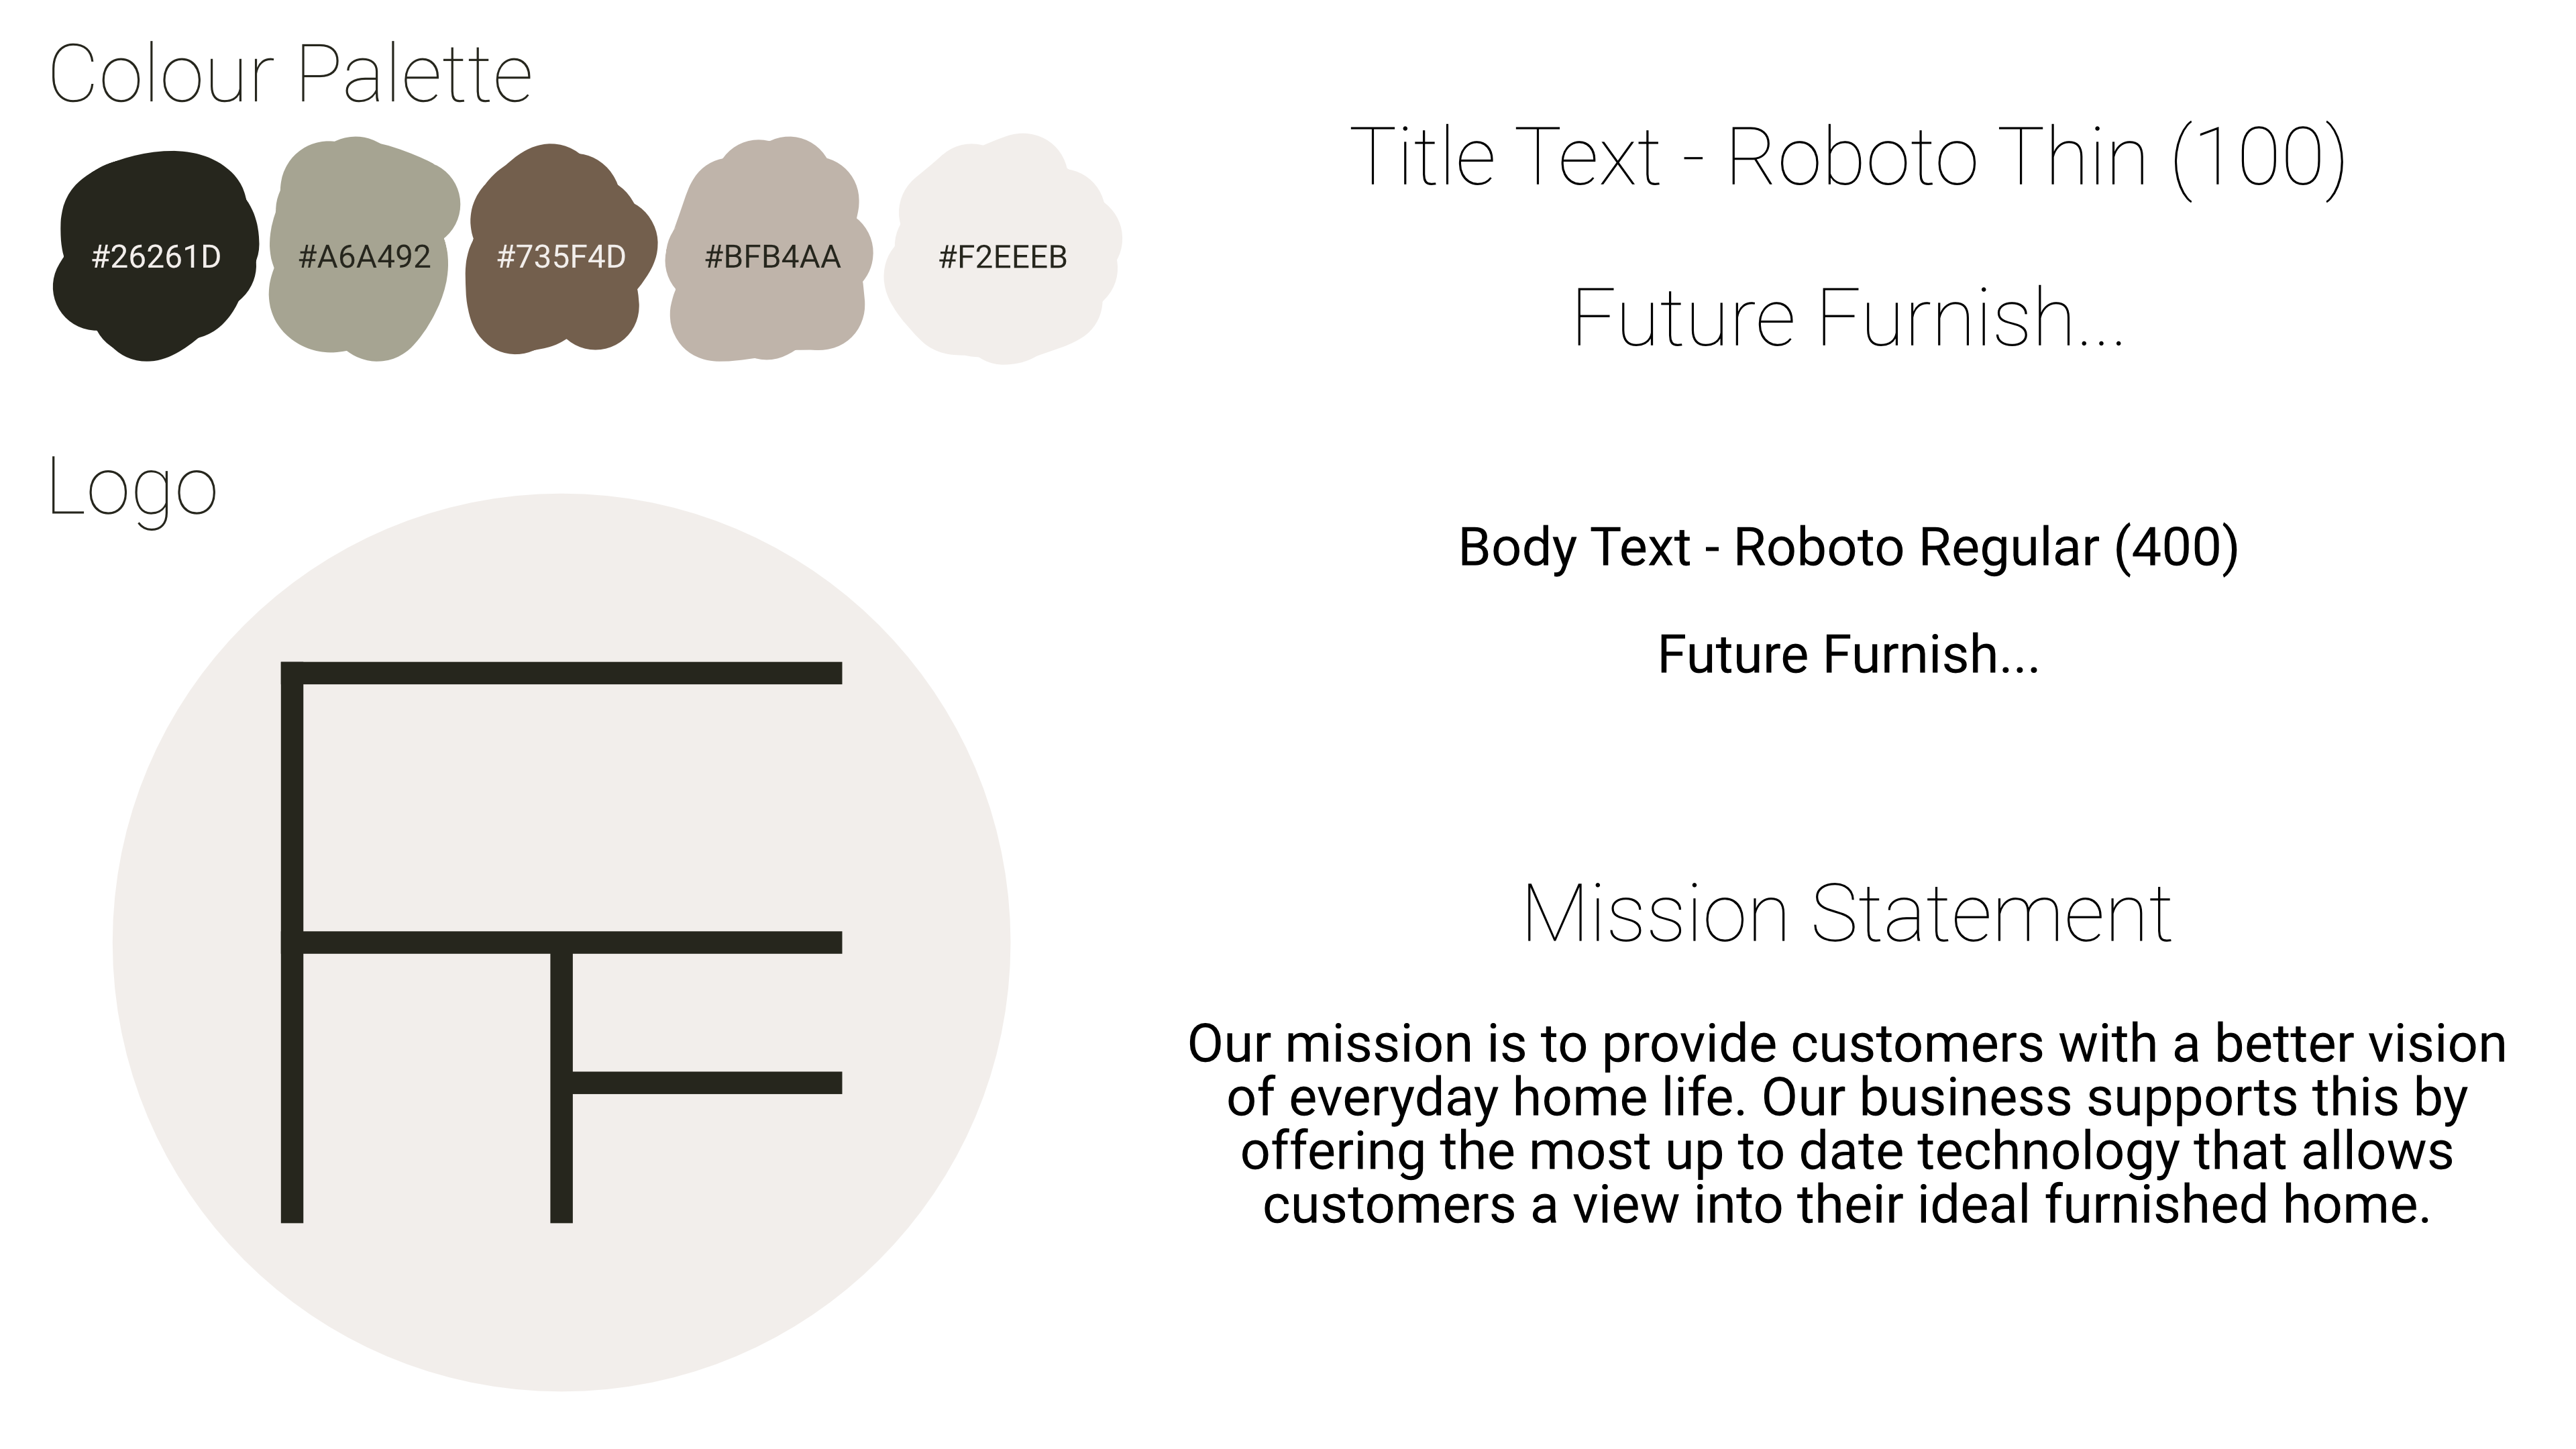 Colour Palette
#26261D
#A6A492
#735F4D
#BFB4AA
#F2EEEB
Logo
Title Text - Roboto Thin (100)
Future Furnish...
Body Text - Roboto Regular (400)
Future Furnish...
Mission Statement
Our mission is to provide customers with a better vision
of everyday home life. Our business supports this by
offering the most up to date technology that allows
customers a view into their ideal furnished home.